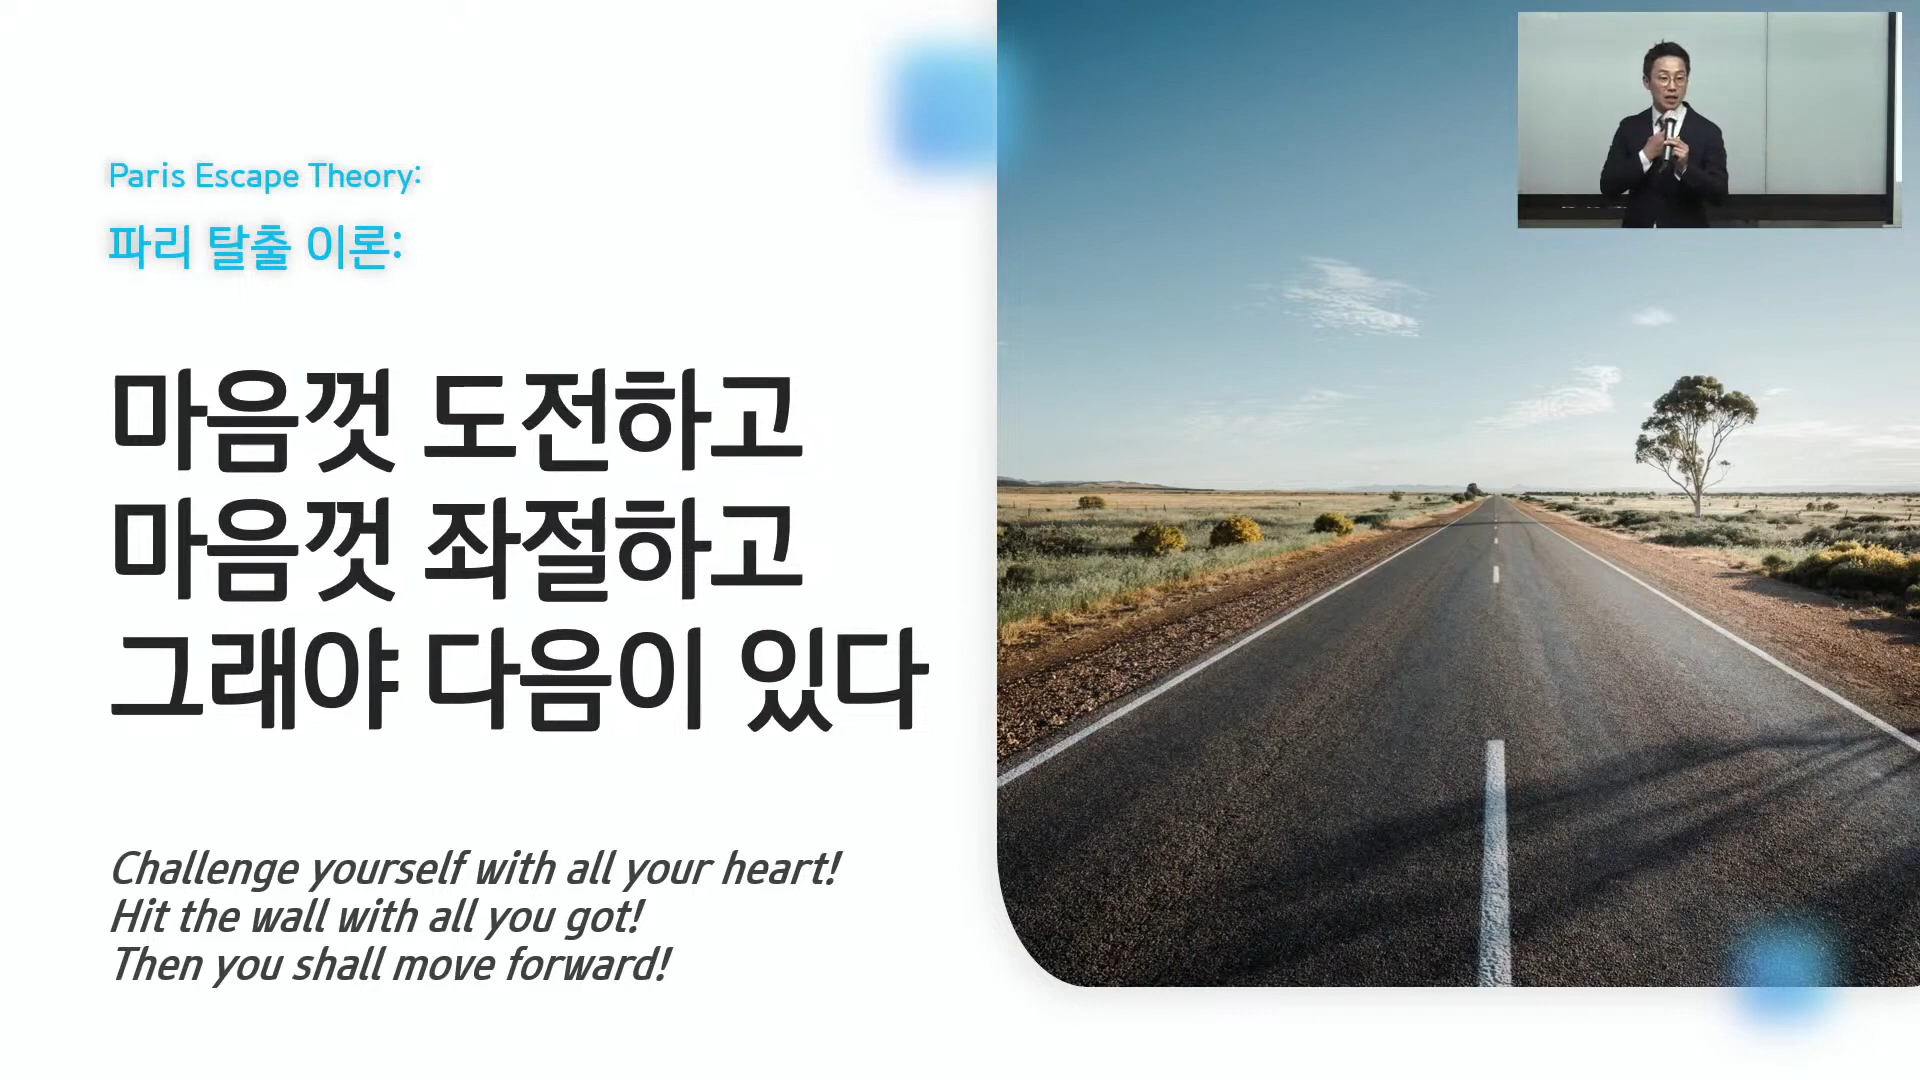 Paris Escape Theory:
파리 탈출 이론:
마음껏 도전하고
마음껏 좌절하고
그래야 다음이 있다
Challenge yourself with all your heart!
Hit the wall with all you got!
Then you shall move forward!